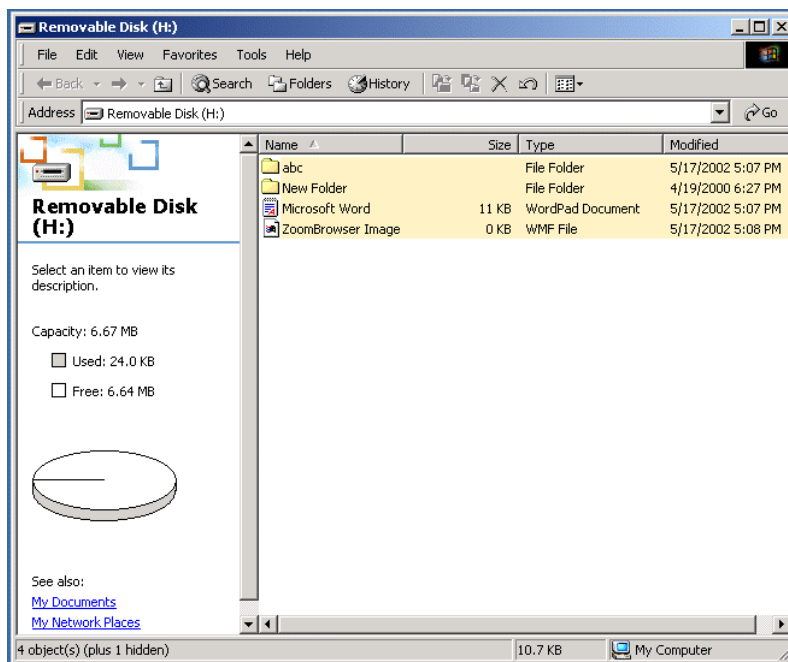 Removable Disk (H:)
File Edit View Favorites Tools Help
Back Search Folders History
Address Removable Disk (H:) Go
Removable Disk
(H:)
Select an item to view its
description.
Capacity: 6.67 MB
Used: 24.0 KB
Free: 6.64 MB
See also:
My Documents
My Network Places
Name Size Type Modified
abc File Folder 5/17/2002 5:07 PM
New Folder File Folder 4/19/2000 6:27 PM
Microsoft Word 11 KB WordPad Document 5/17/2002 5:07 PM
ZoomBrowser Image 0 KB WMF File 5/17/2002 5:08 PM
4 object(s) (plus 1 hidden) 10.7 KB My Computer